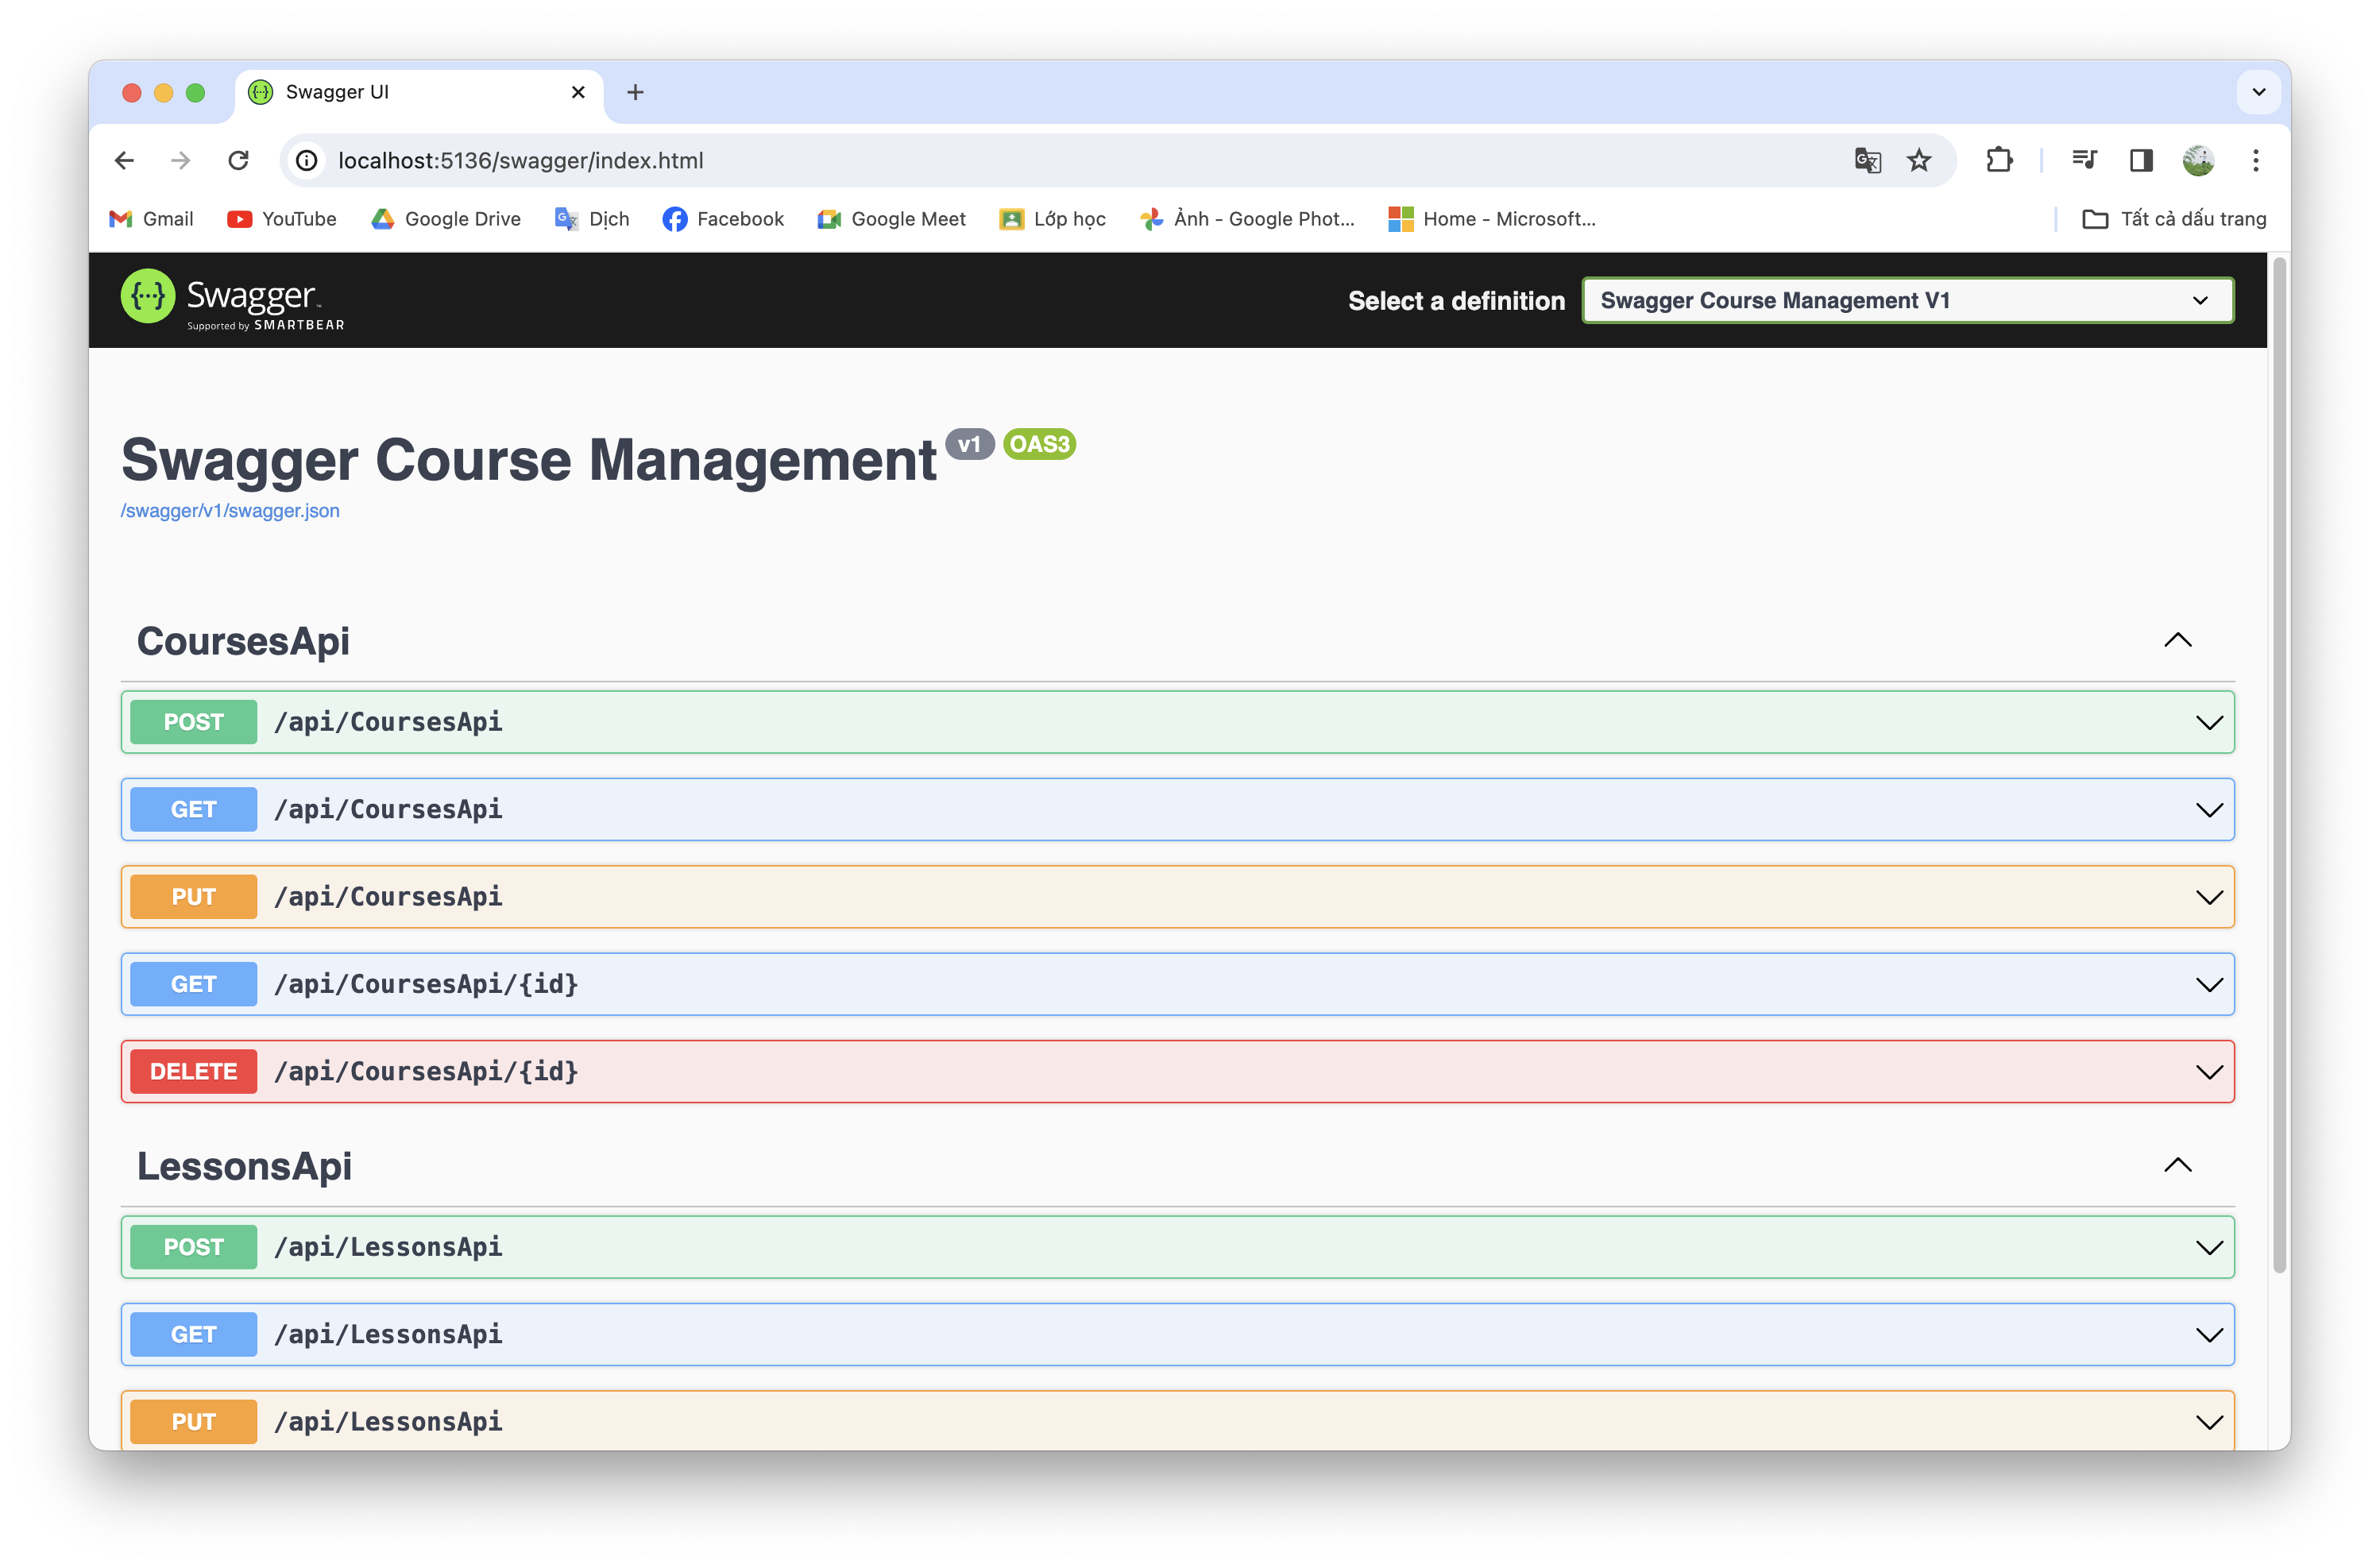 Swagger UI
localhost:5136/swagger/index.html
Gmail YouTube Google Drive Dịch Facebook Google Meet Lớp học Ảnh - Google Phot... Home - Microsoft... Tất cả dấu trang
Swagger™ Select a definition Swagger Course Management V1
Supported by SMARTBEAR
Swagger Course Management v1 OAS3
/swagger/v1/swagger.json
CoursesApi
POST /api/CoursesApi
GET /api/CoursesApi
PUT /api/CoursesApi
GET /api/CoursesApi/{id}
DELETE /api/CoursesApi/{id}
LessonsApi
POST /api/LessonsApi
GET /api/LessonsApi
PUT /api/LessonsApi